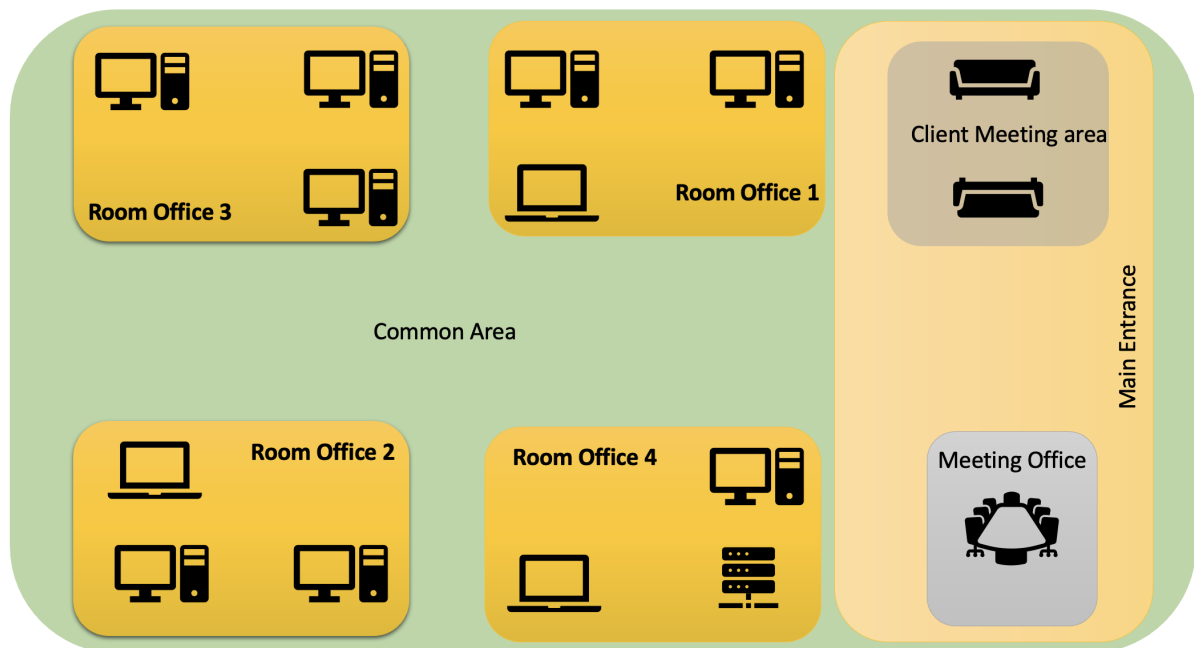 Client Meeting area
Room Office 1
Room Office 3
Main Entrance
Common Area
Room Office 2
Room Office 4
Meeting Office